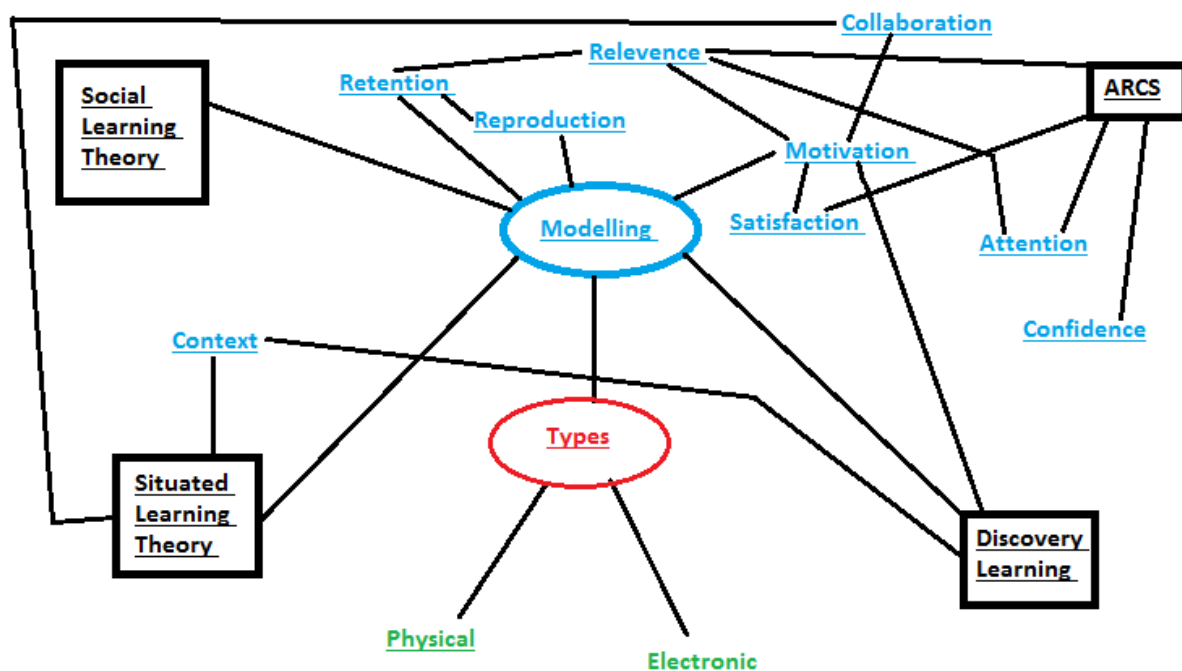 Collaboration
Relevence
Retention
ARCS
Social
Learning
Theory
Reproduction
Motivation
Modelling
Satisfaction
Attention
Confidence
Context
Types
Situated
Learning
Theory
Discovery
Learning
Physical
Electronic